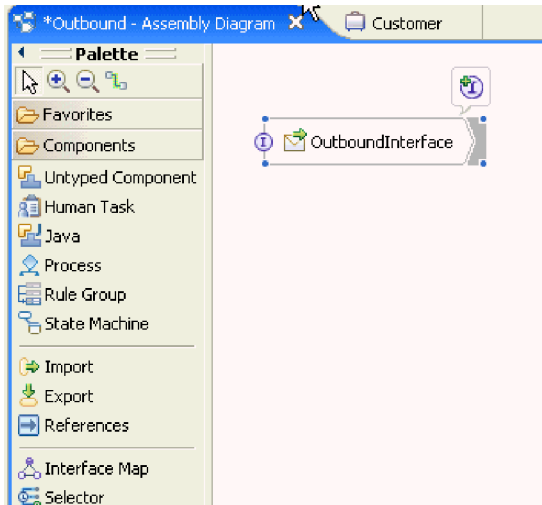 *Outbound - Assembly Diagram
Customer
Palette
Favorites
Components
Untyped Component
Human Task
Java
Process
Rule Group
State Machine
Import
Export
References
Interface Map
Selector
I
I OutboundInterface